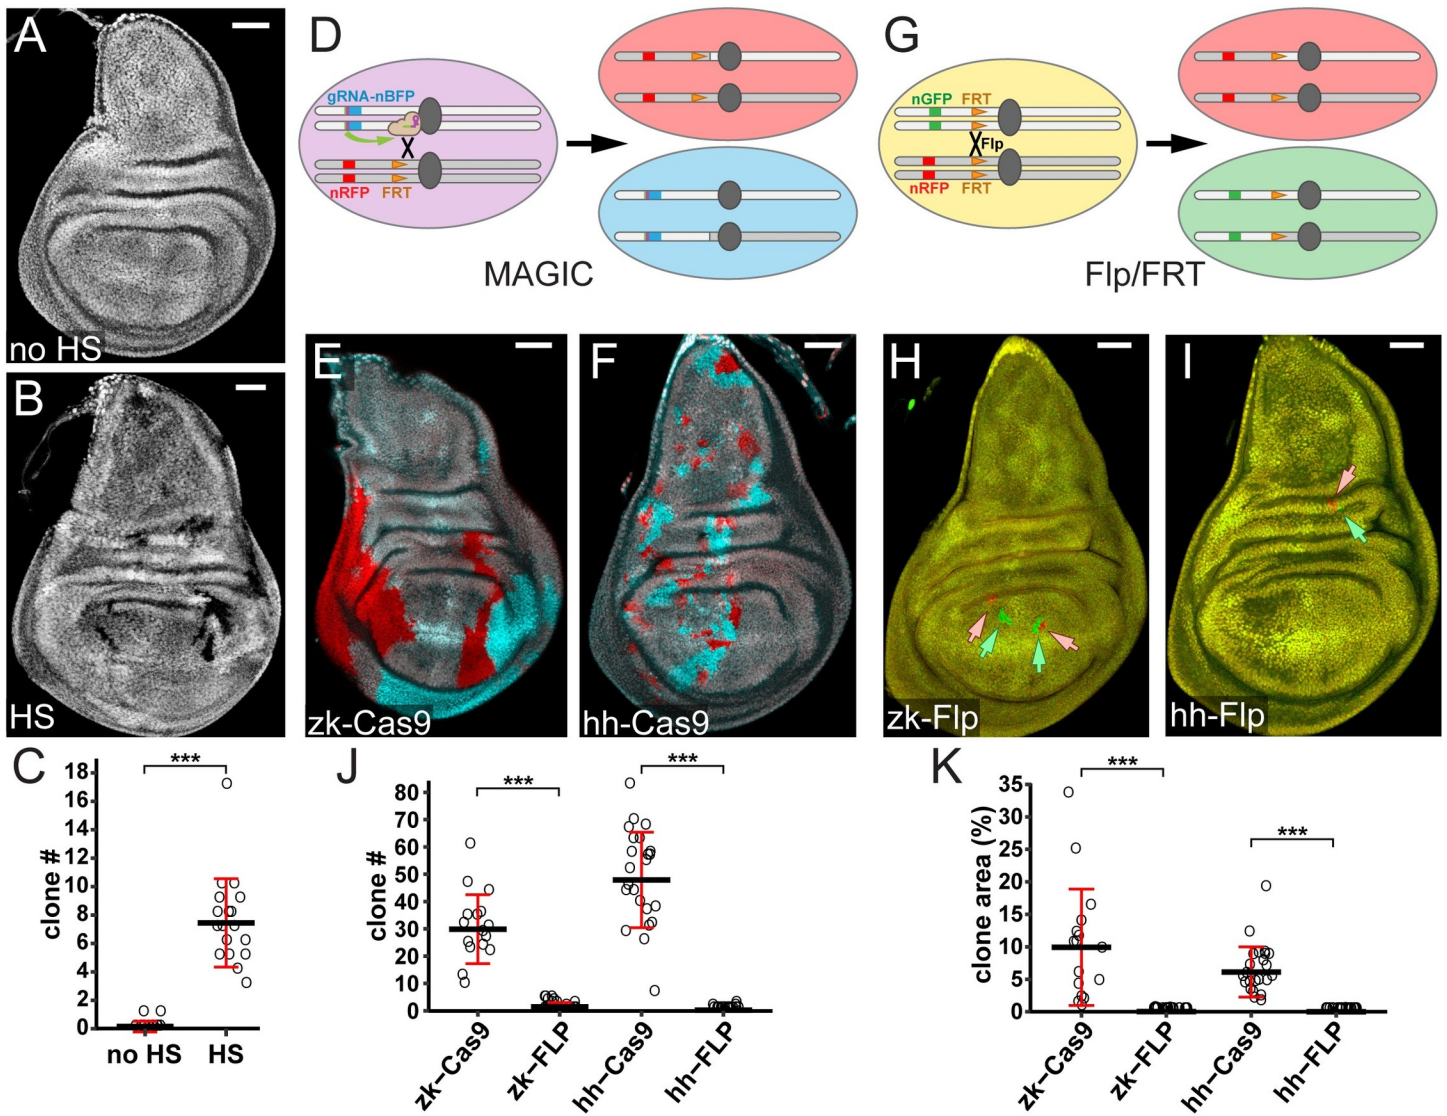 A
no HS
B
HS
C
clone #
18
16
14
12
10
8
6
4
2
0
***
no HS
HS
D
gRNA-nBFP
nRFP
FRT
MAGIC
E
zk-Cas9
F
hh-Cas9
G
nGFP
FRT
Flp
nRFP
FRT
Flp/FRT
H
zk-Flp
I
hh-Flp
J
clone #
80
70
60
50
40
30
20
10
0
***
***
zk-Cas9
zk-FLP
hh-Cas9
hh-FLP
K
clone area (%)
35
30
25
20
15
10
5
0
***
***
zk-Cas9
zk-FLP
hh-Cas9
hh-FLP